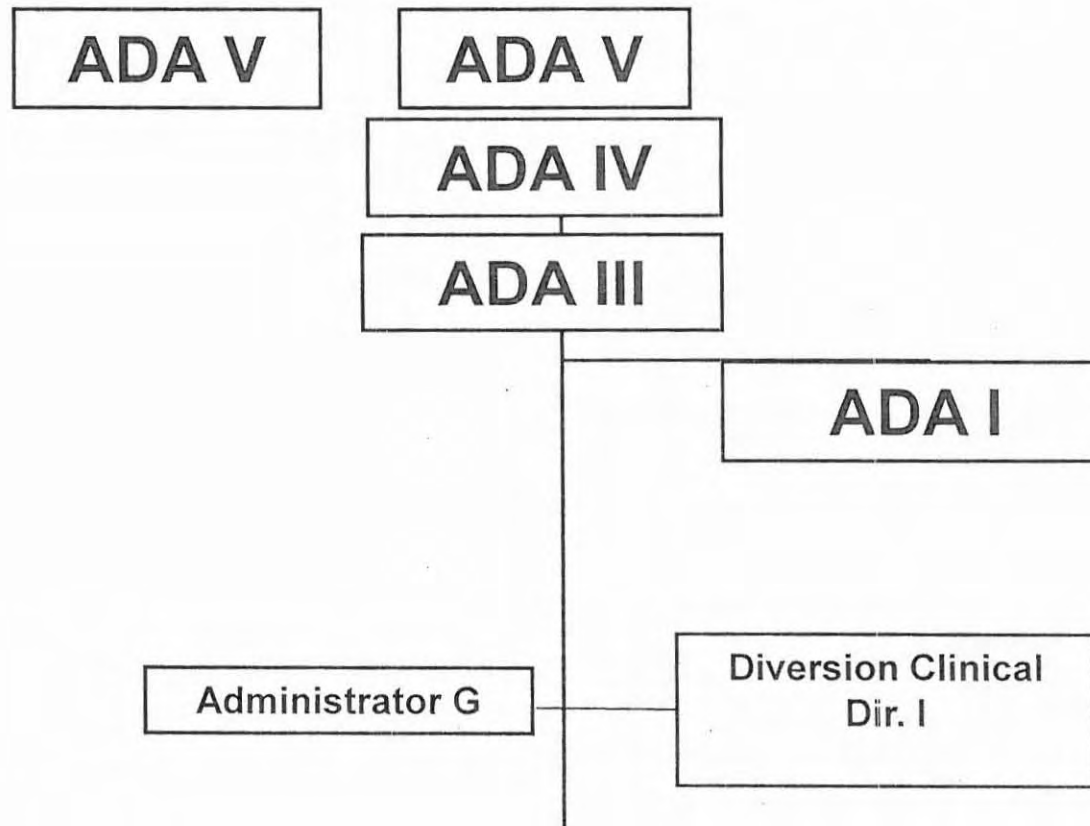 ADA V
ADA V
ADA IV
ADA III
ADA I
Administrator G
Diversion Clinical
Dir. I